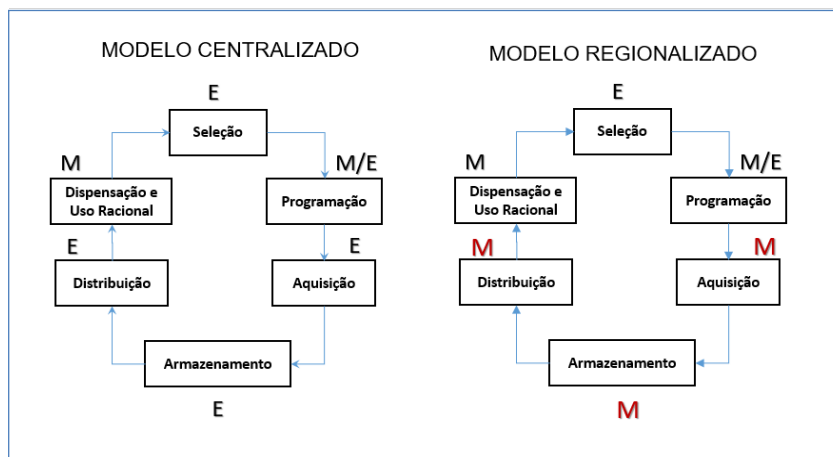 MODELO CENTRALIZADO
E
Seleção
M
M/E
Dispensação e
Uso Racional
Programação
E
E
Distribuição
Aquisição
Armazenamento
E
MODELO REGIONALIZADO
E
Seleção
M
M/E
Dispensação e
Uso Racional
Programação
M
M
Distribuição
Aquisição
Armazenamento
M